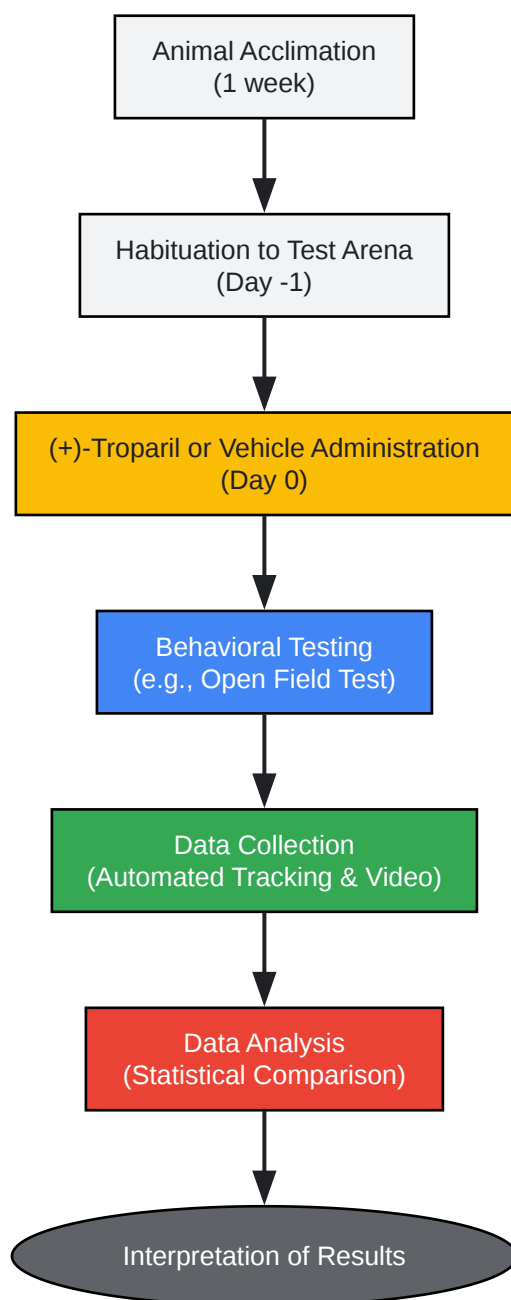 Animal Acclimation
(1 week)
Habituation to Test Arena
(Day -1)
(+)-Troparil or Vehicle Administration
(Day 0)
Behavioral Testing
(e.g., Open Field Test)
Data Collection
(Automated Tracking & Video)
Data Analysis
(Statistical Comparison)
Interpretation of Results